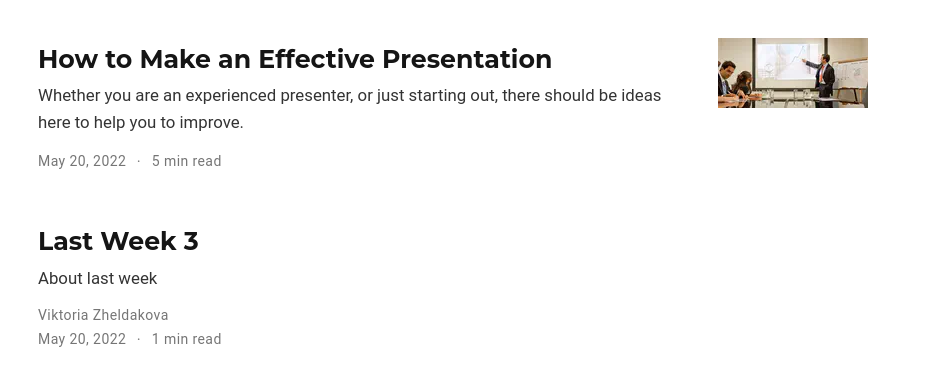 How to Make an Effective Presentation
Whether you are an experienced presenter, or just starting out, there should be ideas
here to help you to improve.
May 20, 2022 · 5 min read
Last Week 3
About last week
Viktoria Zheldakova
May 20, 2022 · 1 min read